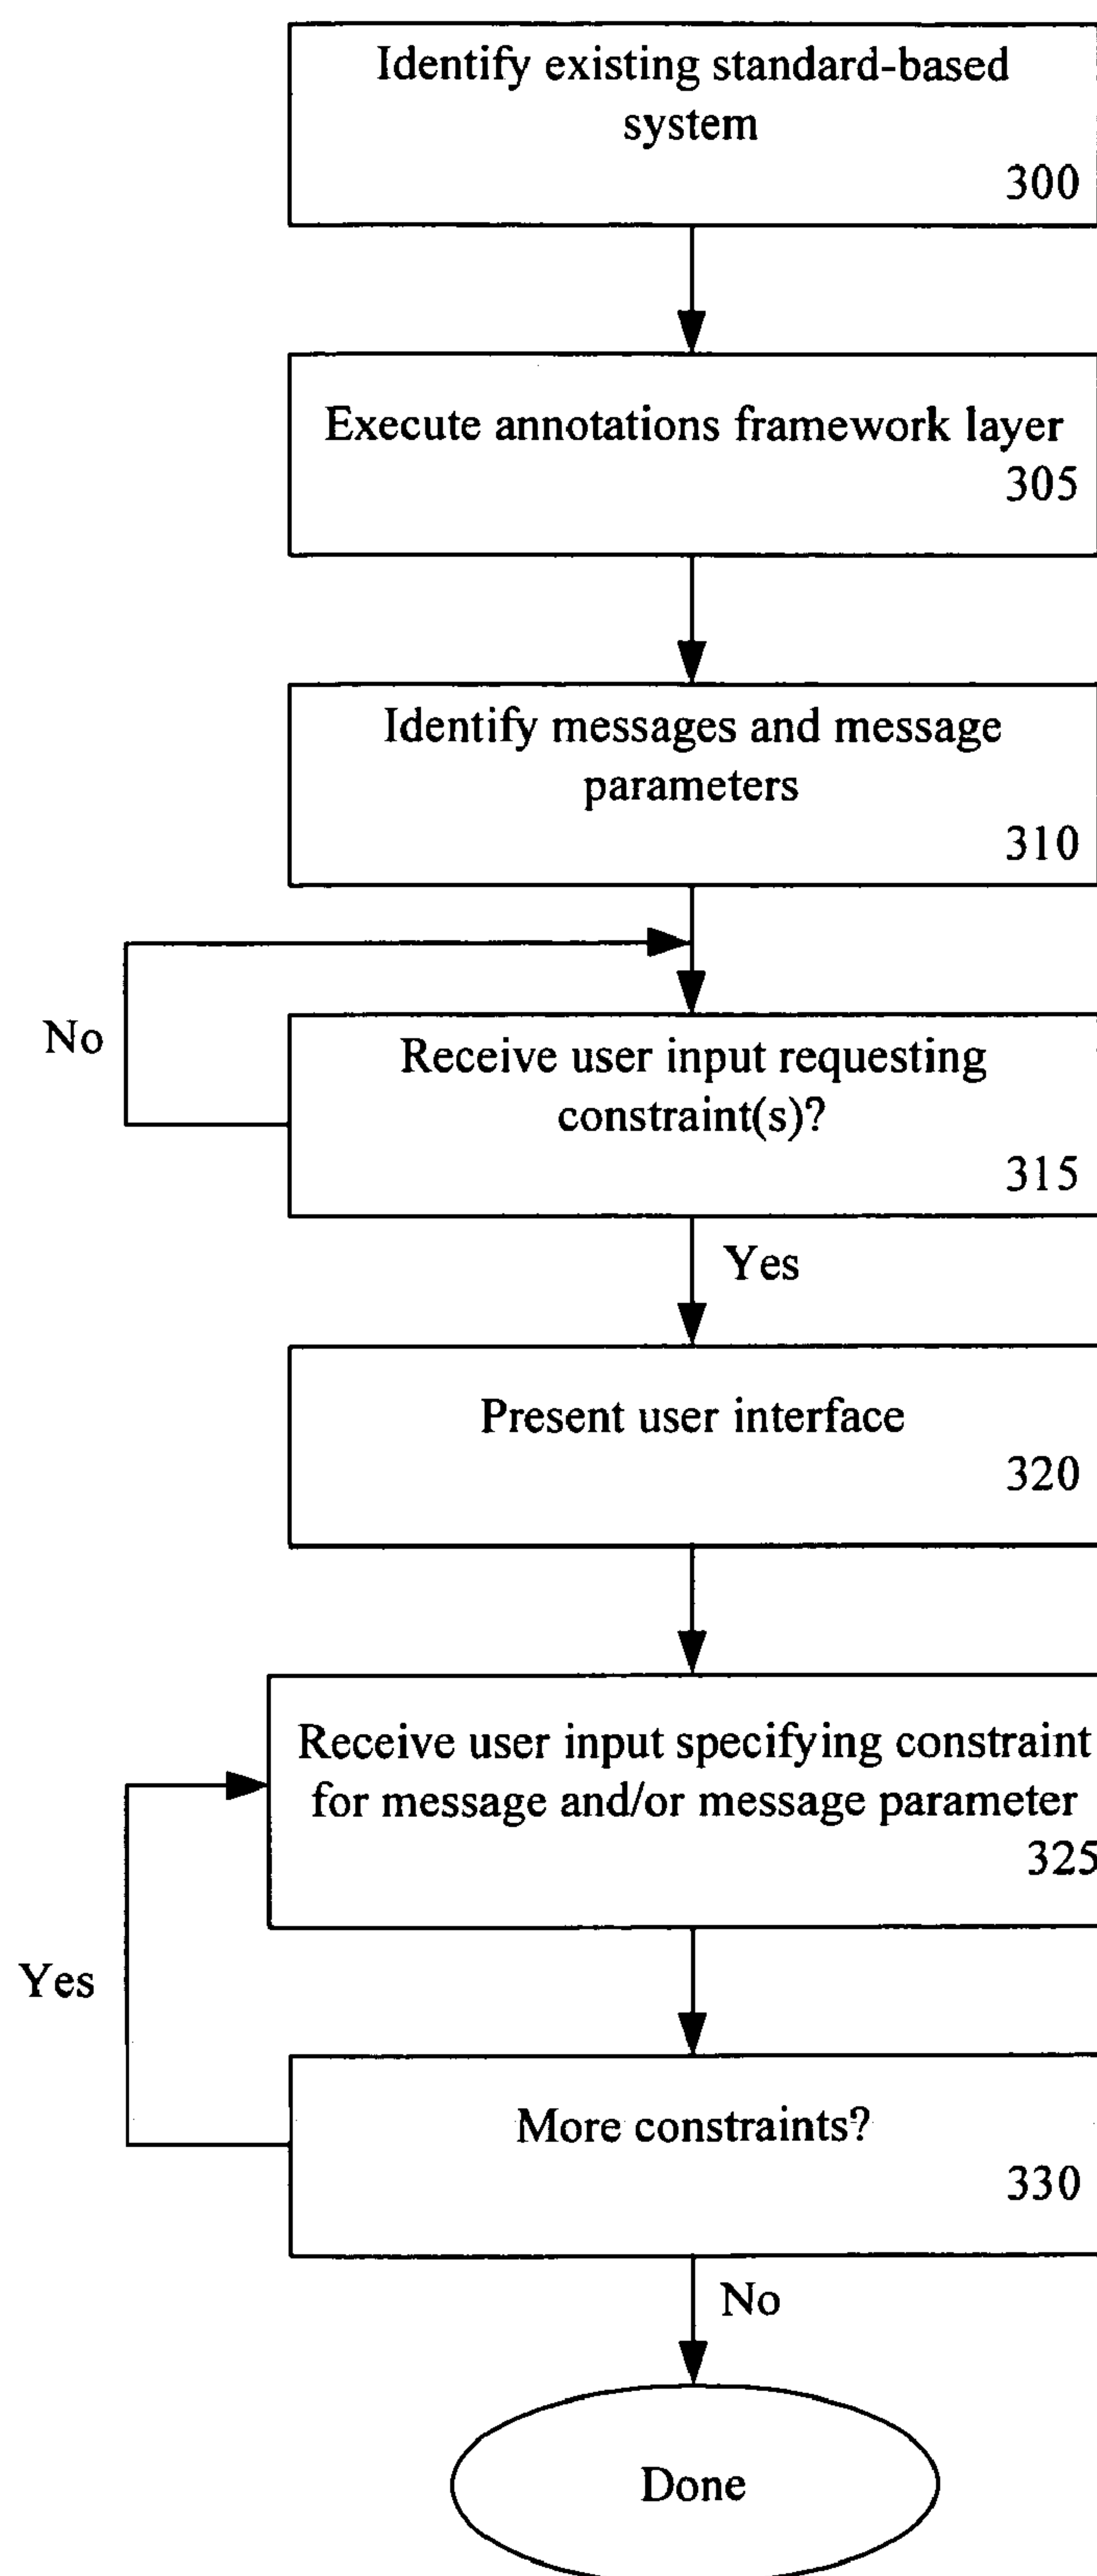 Identify existing standard-based
system
300
Execute annotations framework layer
305
Identify messages and message
parameters
310
No
Receive user input requesting
constraint(s)?
315
Yes
Present user interface
320
Receive user input specifying constraint
for message and/or message parameter
325
Yes
More constraints?
330
No
Done